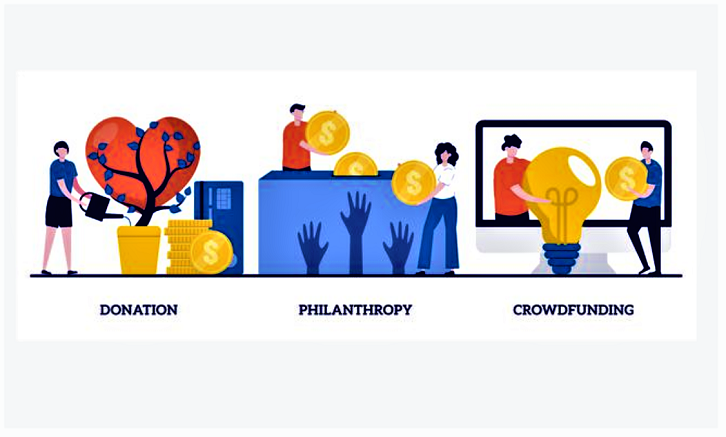 $
$
$
$
$
DONATION
PHILANTHROPY
CROWDFUNDING